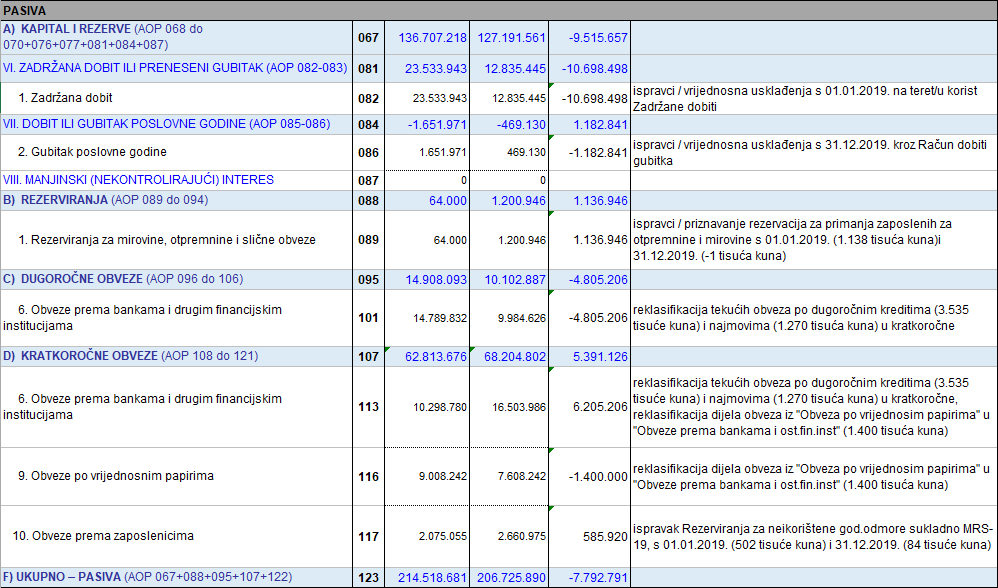 PASIVA
A) KAPITAL I REZERVE (AOP 068 do
070+076+077+081+084+087)
067 136.707.218 127.191.561 -9.515.657
VI. ZADRŽANA DOBIT ILI PRENESENI GUBITAK (AOP 082-083) 081 23.533.943 12.835.445 -10.698.498
1. Zadržana dobit 082 23.533.943 12.835.445 -10.698.498
ispravci / vrijednosna usklađenja s 01.01.2019. na teret/u korist
Zadržane dobiti
VII. DOBIT ILI GUBITAK POSLOVNE GODINE (AOP 085-086) 084 -1.651.971 -469.130 1.182.841
2. Gubitak poslovne godine 086 1.651.971 469.130 -1.182.841
ispravci / vrijednosna usklađenja s 31.12.2019. kroz Račun dobiti
gubitka
VIII. MANJINSKI (NEKONTROLIRAJUĆI) INTERES 087 0 0
B) REZERVIRANJA (AOP 089 do 094) 088 64.000 1.200.946 1.136.946
1. Rezerviranja za mirovine, otpremnine i slične obveze 089 64.000 1.200.946 1.136.946
ispravci / priznavanje rezervacija za primanja zaposlenih za
otpremnine i mirovine s 01.01.2019. (1.138 tisuća kuna)i
31.12.2019. (-1 tisuća kuna)
C) DUGOROČNE OBVEZE (AOP 096 do 106) 095 14.908.093 10.102.887 -4.805.206
6. Obveze prema bankama i drugim financijskim
institucijama
101 14.789.832 9.984.626 -4.805.206
reklasifikacija tekućih obveza po dugoročnim kreditima (3.535
tisuće kuna) i najmovima (1.270 tisuća kuna) u kratkoročne
D) KRATKOROČNE OBVEZE (AOP 108 do 121) 107 62.813.676 68.204.802 5.391.126
6. Obveze prema bankama i drugim financijskim
institucijama
113 10.298.780 16.503.986 6.205.206
reklasifikacija tekućih obveza po dugoročnim kreditima (3.535
tisuće kuna) i najmovima (1.270 tisuća kuna) u kratkoročne,
reklasifikacija dijela obveza iz "Obveza po vrijednosim papirima" u
"Obveze prema bankama i ost.fin.inst" (1.400 tisuća kuna)
9. Obveze po vrijednosnim papirima 116 9.008.242 7.608.242 -1.400.000
reklasifikacija dijela obveza iz "Obveza po vrijednosim papirima" u
"Obveze prema bankama i ost.fin.inst" (1.400 tisuća kuna)
10. Obveze prema zaposlenicima 117 2.075.055 2.660.975 585.920
ispravak Rezerviranja za neikorištene god.odmore sukladno MRS-
19, s 01.01.2019. (502 tisuće kuna) i 31.12.2019. (84 tisuće kuna)
F) UKUPNO – PASIVA (AOP 067+088+095+107+122) 123 214.518.681 206.725.890 -7.792.791